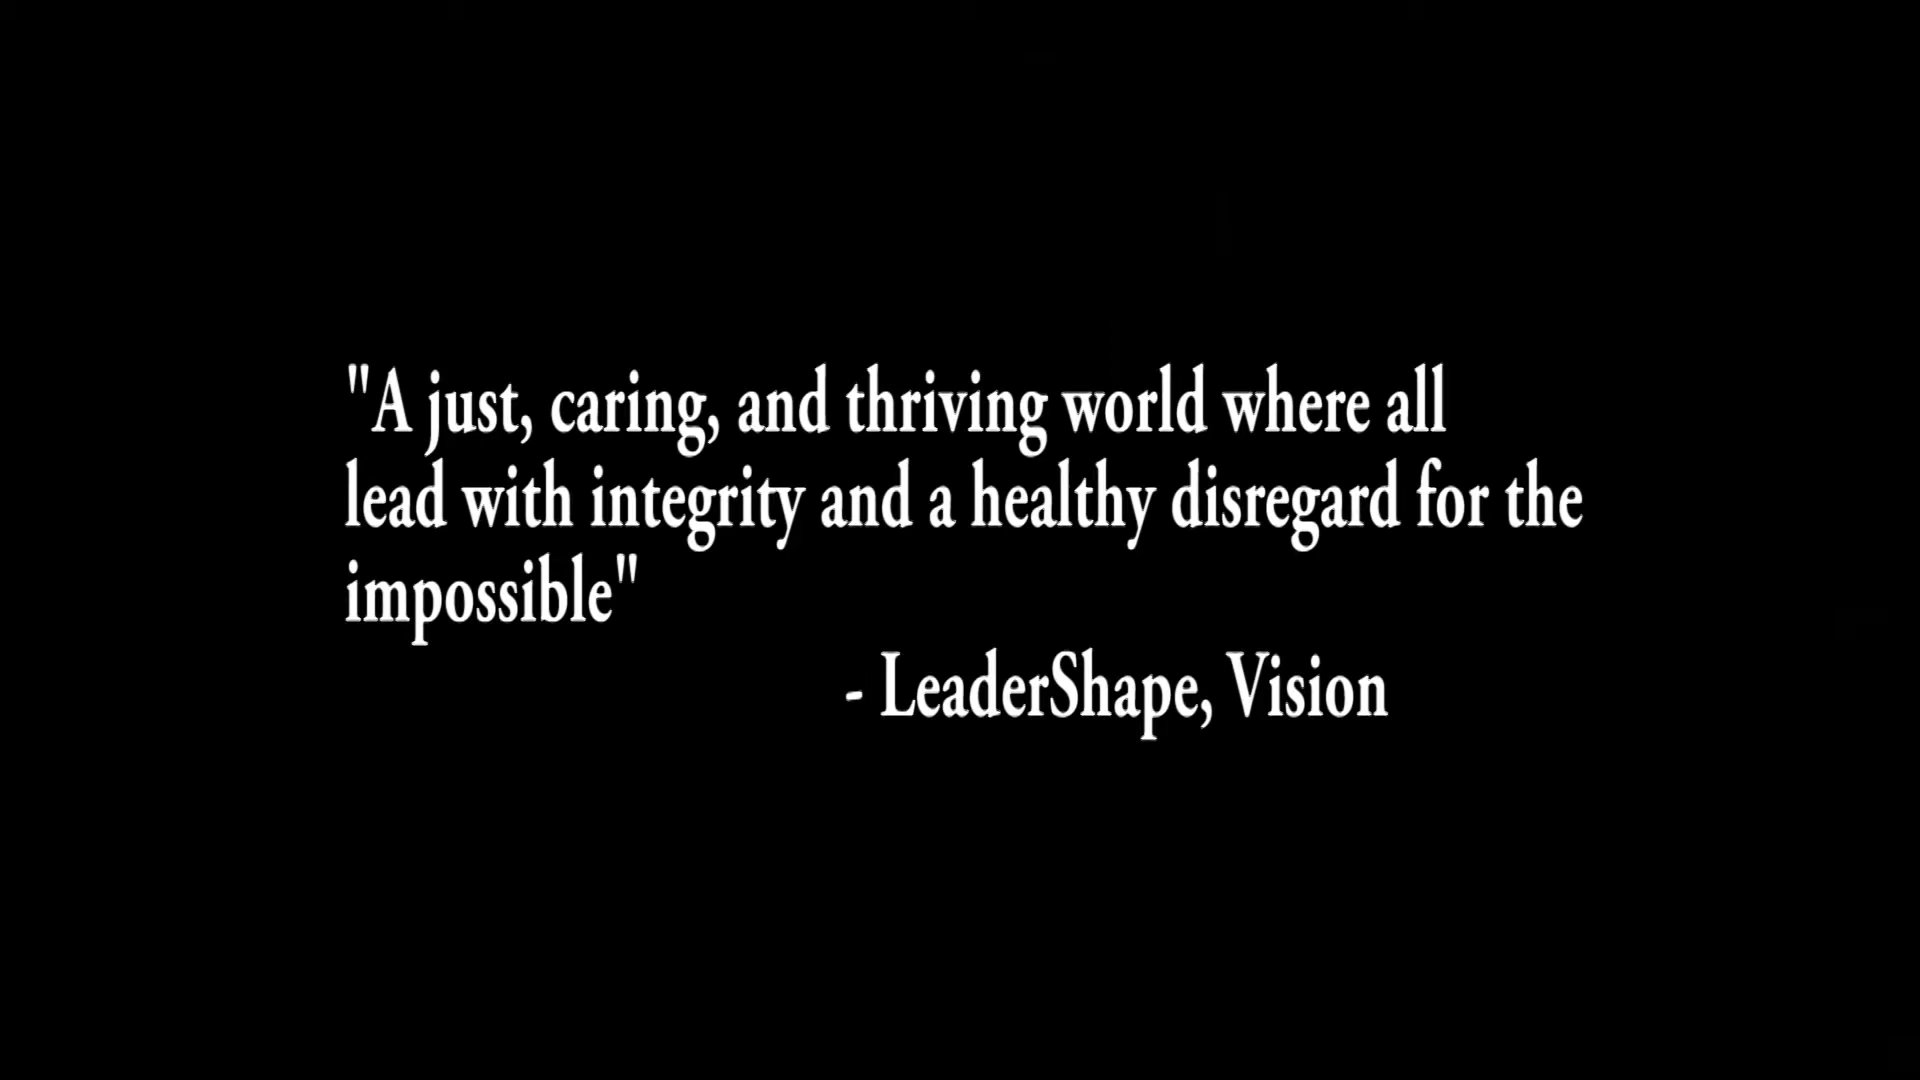 "A just, caring, and thriving world where all
lead with integrity and a healthy disregard for the
impossible"
- LeaderShape, Vision